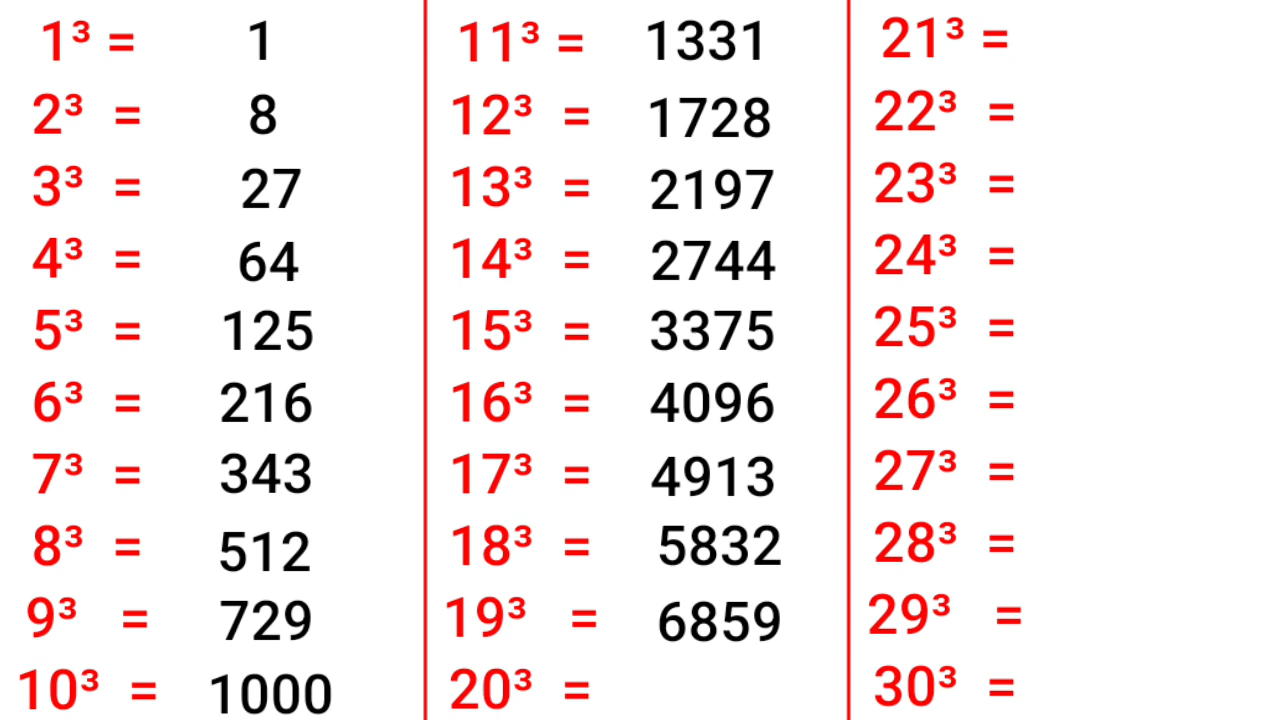 1³ = 1
2³ = 8
3³ = 27
4³ = 64
5³ = 125
6³ = 216
7³ = 343
8³ = 512
9³ = 729
10³ = 1000
11³ = 1331
12³ = 1728
13³ = 2197
14³ = 2744
15³ = 3375
16³ = 4096
17³ = 4913
18³ = 5832
19³ = 6859
20³ =
21³ =
22³ =
23³ =
24³ =
25³ =
26³ =
27³ =
28³ =
29³ =
30³ =